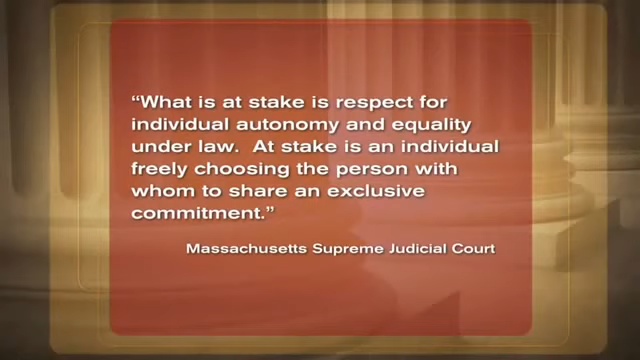 “What is at stake is respect for
individual autonomy and equality
under law.  At stake is an individual
freely choosing the person with
whom to share an exclusive
commitment.”
Massachusetts Supreme Judicial Court